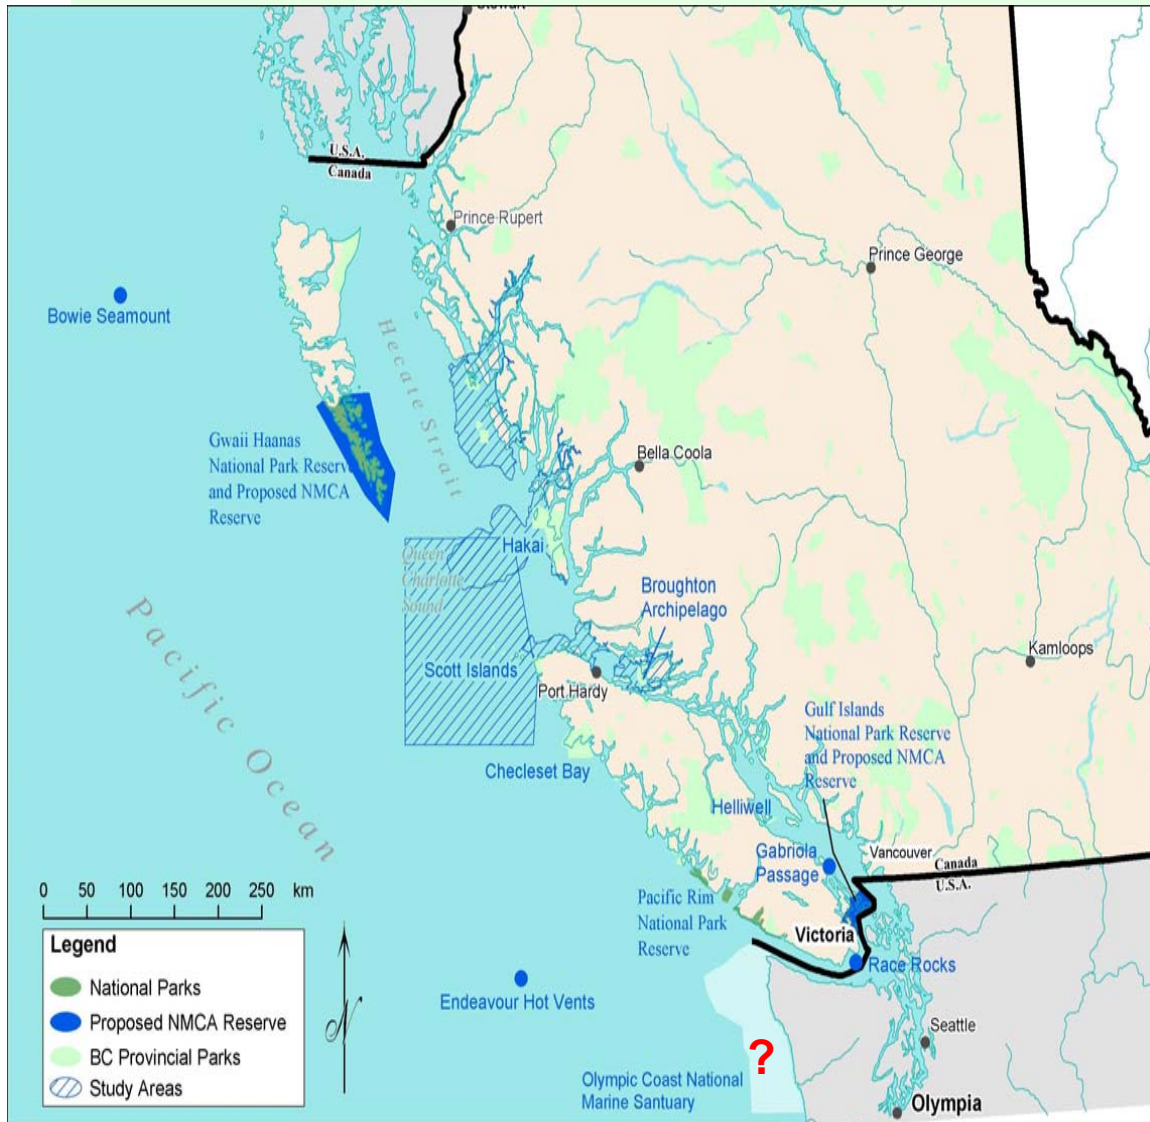 Stewart
U.S.A.
Canada
Prince Rupert
Prince George
Bowie Seamount
Hecate Strait
Gwaii Haanas
National Park Reserve
and Proposed NMCA
Reserve
Bella Coola
Queen
Charlotte
Sound
Hakai
Broughton
Archipelago
Pacific Ocean
Scott Islands
Port Hardy
Kamloops
Gulf Islands
National Park Reserve
and Proposed NMCA
Reserve
Checleset Bay
Helliwell
Gabriola
Passage
Vancouver
Canada
U.S.A.
0 50 100 150 200 250 km
Pacific Rim
National Park
Reserve
Victoria
Race Rocks
Legend
National Parks
Proposed NMCA Reserve
BC Provincial Parks
Study Areas
N
Endeavour Hot Vents
?
Seattle
Olympic Coast National
Marine Santuary
Olympia